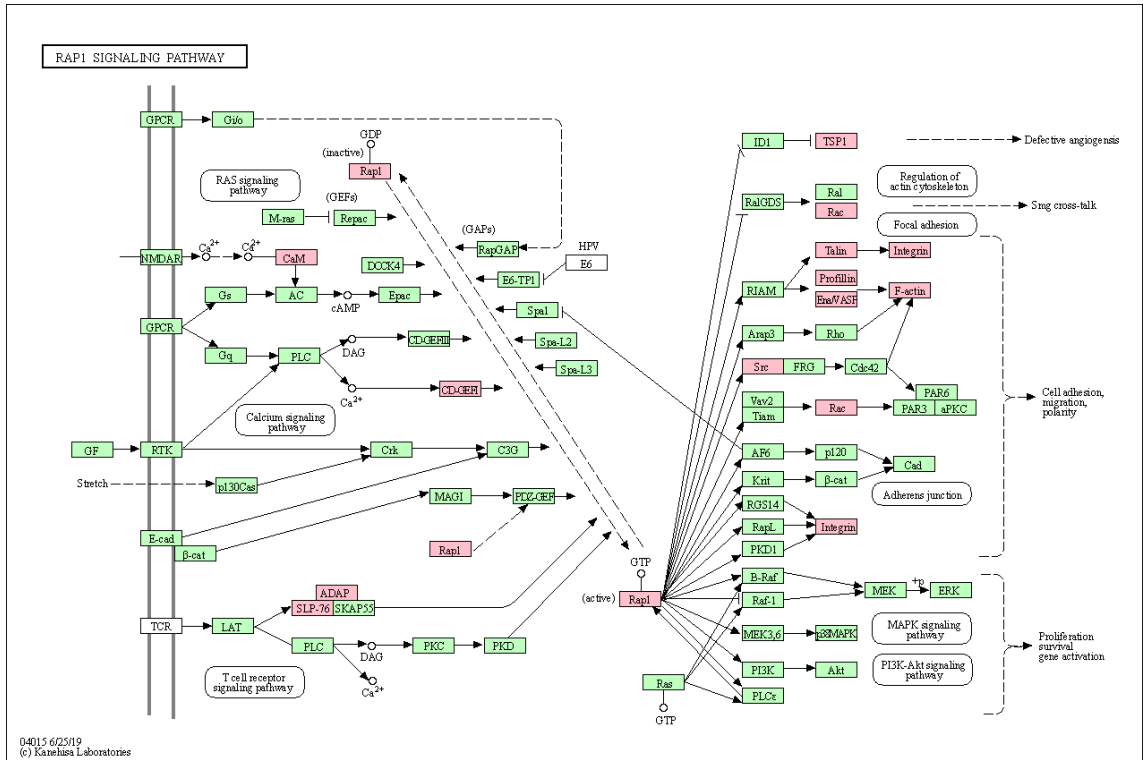 RAP1 SIGNALING PATHWAY
GPCR
Gi/o
GDP
(inactive)
Rap1
RAS signaling
pathway
(GEFs)
M-ras
Repac
(GAPs)
RapGAP
HPV
E6
E6-TP1
NMDAR
Ca2+
Ca2+
CaM
DCCK4
Gs
AC
cAMP
Epac
Spa1
GPCR
Spa-L2
Gq
PLC
DAG
CD-GEFIII
Spa-L3
Ca2+
CD-GEFI
Calcium signaling
pathway
GF
RTK
Crk
C3G
Stretch
p130Cas
MAGI
PDZ-GEF
E-cad
β-cat
Rap1
ADAP
SLP-76
SKAP55
TCR
LAT
PLC
DAG
PKC
PKD
Ca2+
T cell receptor
signaling pathway
GTP
(active)
Rap1
Ras
GTP
ID1
TSP1
Defective angiogensis
Regulation of
actin cytoskeleton
RalGDS
Ral
Rac
Smg cross-talk
Focal adhesion
Talin
Integrin
RIAM
Profillin
Ena/VASP
F-actin
Arap3
Rho
Src
FRG
Cdc42
PAR6
PAR3
aPKC
Vav2
Tiam
Rac
Cell adhesion,
migration,
polarity
AF6
p120
Cad
Krit
β-cat
Adherens junction
RGS14
RapL
Integrin
PKD1
B-Raf
Raf-1
MEK
+p
ERK
MEK3,6
p38MAPK
MAPK signaling
pathway
Proliferation
survival
gene activation
PI3K
Akt
PI3K-Akt signaling
pathway
PLCε
04015 6/25/19
(c) Kanehisa Laboratories